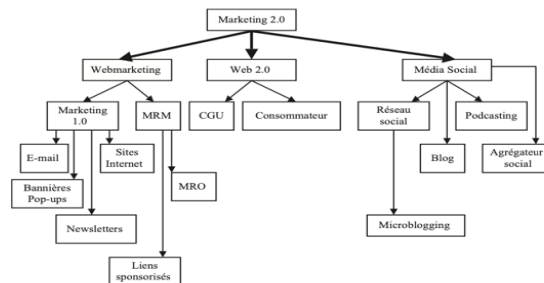 Marketing 2.0
Webmarketing
Web 2.0
Média Social
Marketing
1.0
MRM
CGU
Consommateur
Réseau
social
Podcasting
E-mail
Sites
Internet
Blog
Agrégateur
social
Bannières
Pop-ups
MRO
Newsletters
Microblogging
Liens
sponsorisés